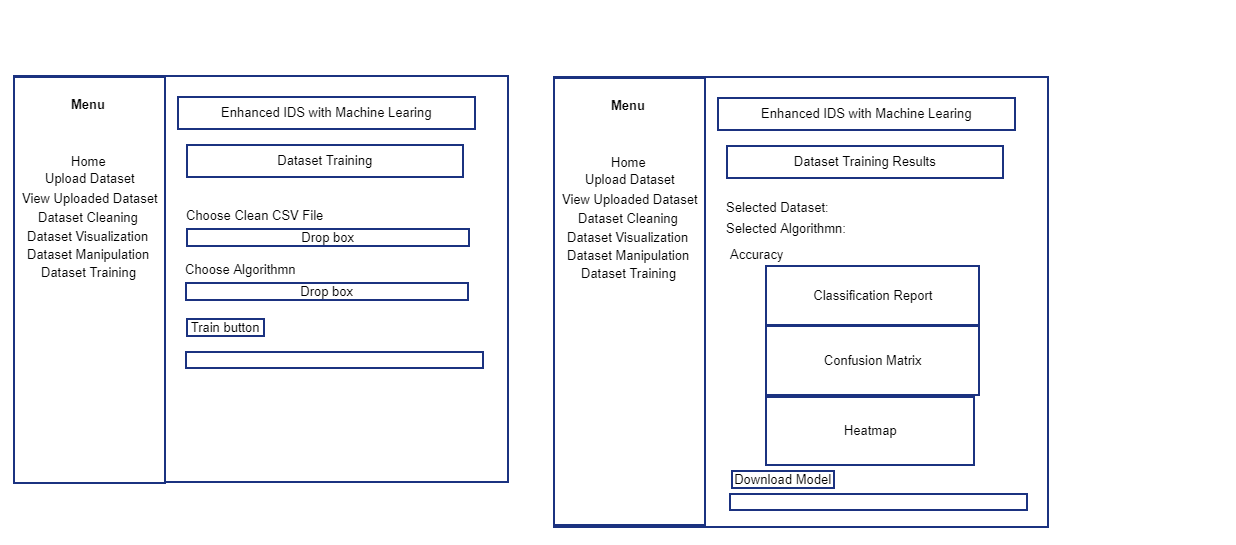 Menu
Home
Upload Dataset
View Uploaded Dataset
Dataset Cleaning
Dataset Visualization
Dataset Manipulation
Dataset Training
Enhanced IDS with Machine Learing
Dataset Training
Choose Clean CSV File
Drop box
Choose Algorithmn
Drop box
Train button
Menu
Home
Upload Dataset
View Uploaded Dataset
Dataset Cleaning
Dataset Visualization
Dataset Manipulation
Dataset Training
Enhanced IDS with Machine Learing
Dataset Training Results
Selected Dataset:
Selected Algorithmn:
Accuracy
Classification Report
Confusion Matrix
Heatmap
Download Model